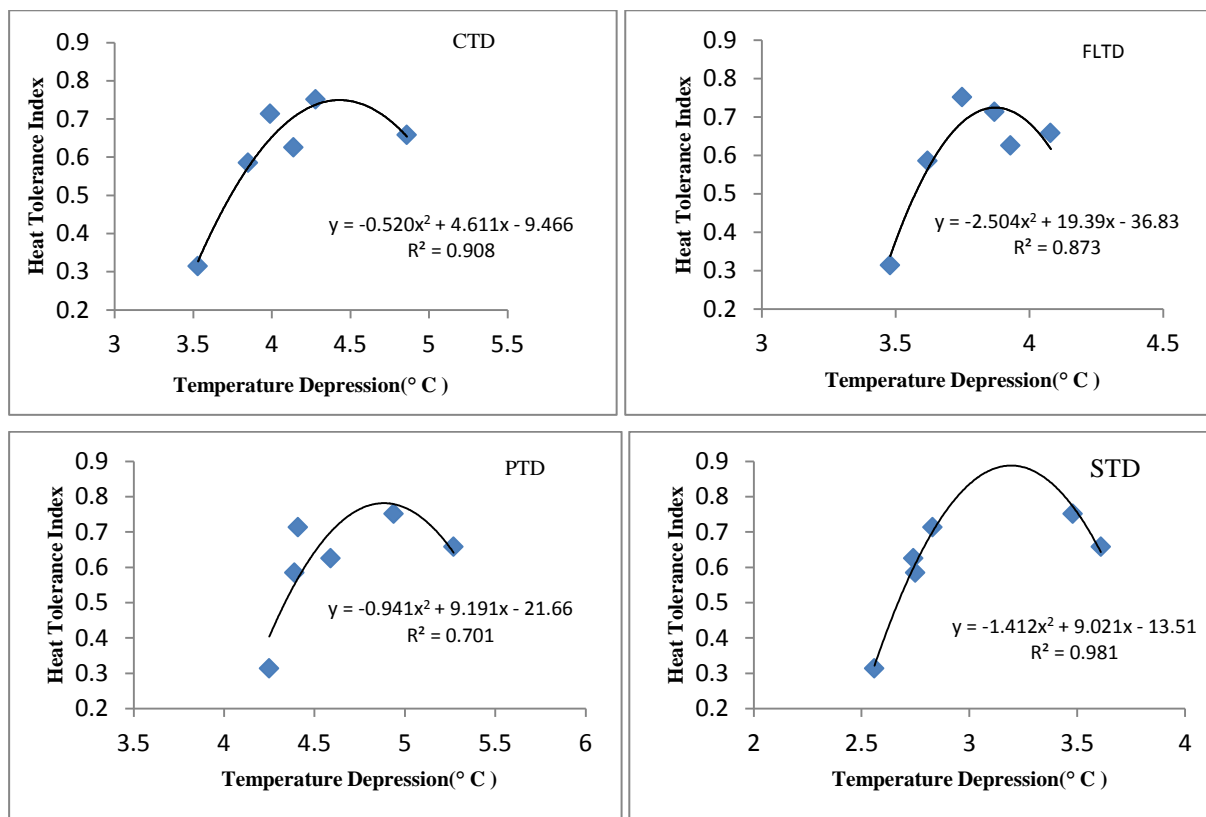 CTD
0.9
0.8
0.7
0.6
0.5
0.4
0.3
0.2
Heat Tolerance Index
y = -0.520x² + 4.611x - 9.466
R² = 0.908
3 3.5 4 4.5 5 5.5
Temperature Depression(° C )
FLTD
0.9
0.8
0.7
0.6
0.5
0.4
0.3
0.2
Heat Tolerance Index
y = -2.504x² + 19.39x - 36.83
R² = 0.873
3 3.5 4 4.5
Temperature Depression(° C )
PTD
0.9
0.8
0.7
0.6
0.5
0.4
0.3
0.2
Heat Tolerance Index
y = -0.941x² + 9.191x - 21.66
R² = 0.701
3.5 4 4.5 5 5.5 6
Temperature Depression(° C )
STD
0.9
0.8
0.7
0.6
0.5
0.4
0.3
0.2
Heat Tolerance Index
y = -1.412x² + 9.021x - 13.51
R² = 0.981
2 2.5 3 3.5 4
Temperature Depression(° C )